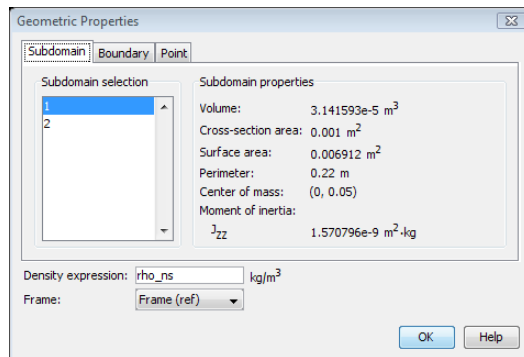 Geometric Properties
Subdomain Boundary Point
Subdomain selection
1
2
Subdomain properties
Volume: 3.141593e-5 m³
Cross-section area: 0.001 m²
Surface area: 0.006912 m²
Perimeter: 0.22 m
Center of mass: (0, 0.05)
Moment of inertia:
Jzz 1.570796e-9 m²·kg
Density expression: rho_ns kg/m³
Frame: Frame (ref)
OK Help